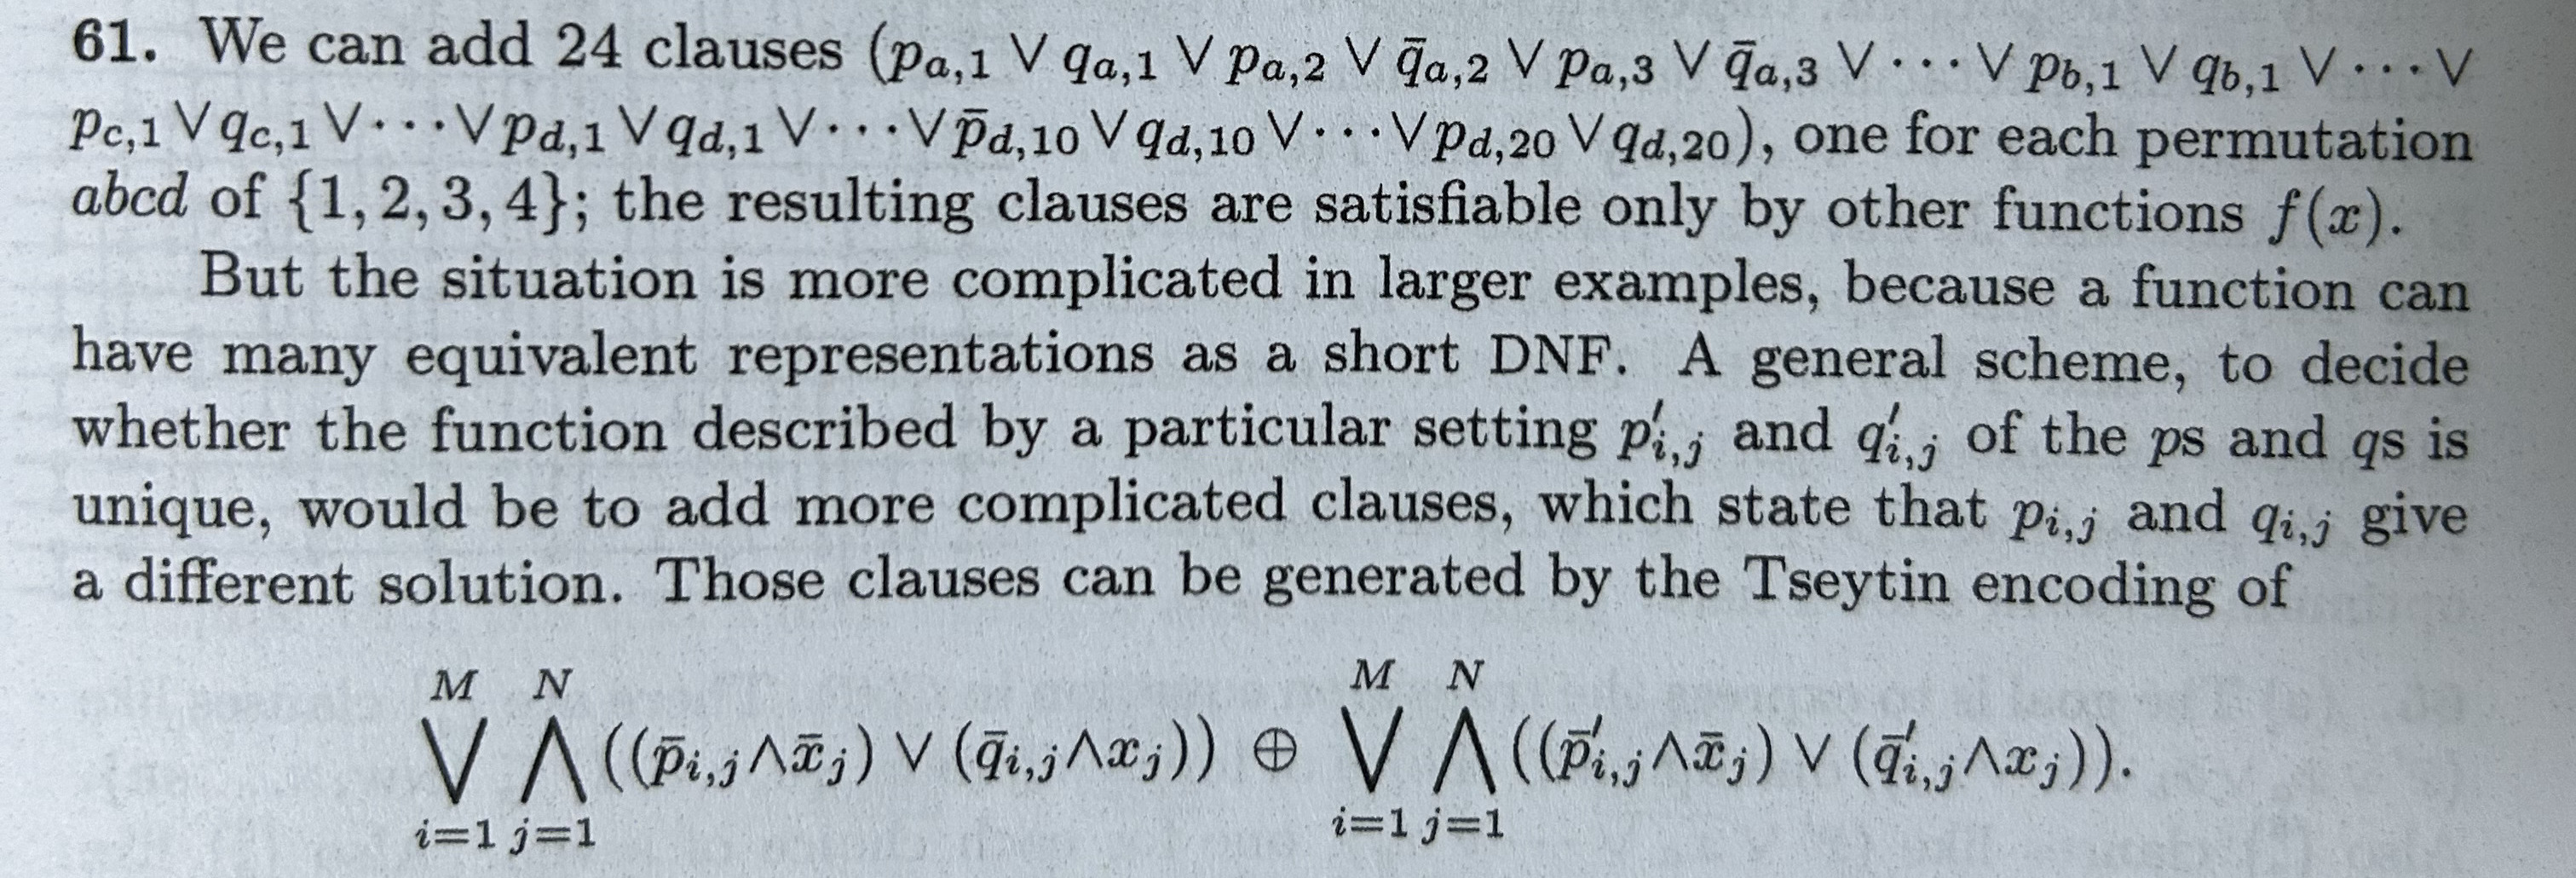 61. We can add 24 clauses (p_{a,1} ∨ q_{a,1} ∨ p_{a,2} ∨ q̄_{a,2} ∨ p_{a,3} ∨ q̄_{a,3} ∨ ··· ∨ p_{b,1} ∨ q_{b,1} ∨ ··· ∨
p_{c,1} ∨ q_{c,1} ∨ ··· ∨ p_{d,1} ∨ q_{d,1} ∨ ··· ∨ p̄_{d,10} ∨ q_{d,10} ∨ ··· ∨ p_{d,20} ∨ q_{d,20}), one for each permutation
abcd of {1, 2, 3, 4}; the resulting clauses are satisfiable only by other functions f(x).
But the situation is more complicated in larger examples, because a function can
have many equivalent representations as a short DNF. A general scheme, to decide
whether the function described by a particular setting p′_{i,j} and q′_{i,j} of the ps and qs is
unique, would be to add more complicated clauses, which state that p_{i,j} and q_{i,j} give
a different solution. Those clauses can be generated by the Tseytin encoding of
⋁_{i=1}^{M} ⋀_{j=1}^{N} ((p̄_{i,j} ∧ x̄_j) ∨ (q̄_{i,j} ∧ x_j)) ⊕ ⋁_{i=1}^{M} ⋀_{j=1}^{N} ((p̄′_{i,j} ∧ x̄_j) ∨ (q̄′_{i,j} ∧ x_j)).